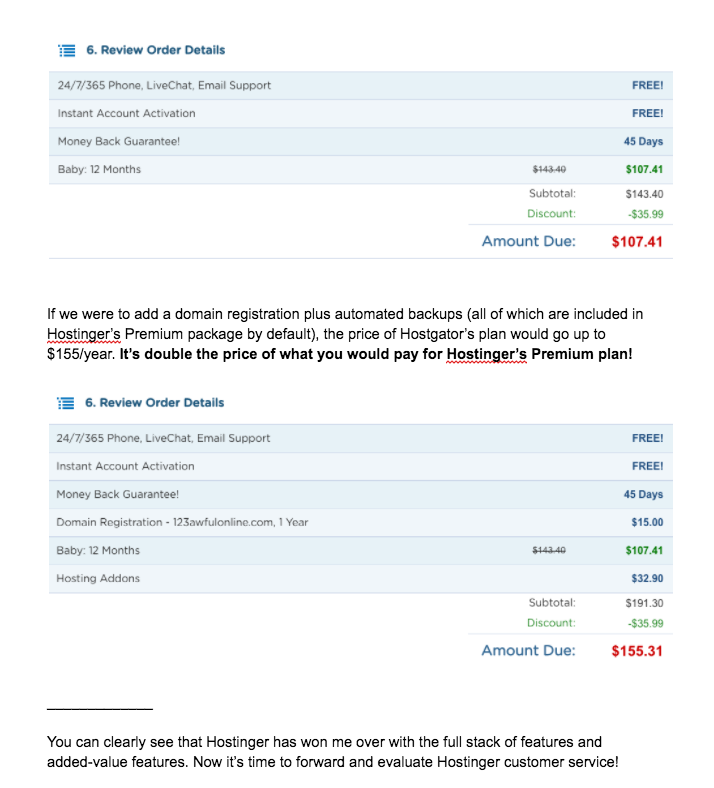 6. Review Order Details
24/7/365 Phone, LiveChat, Email Support FREE!
Instant Account Activation FREE!
Money Back Guarantee! 45 Days
Baby: 12 Months $143.40 $107.41
Subtotal: $143.40
Discount: -$35.99
Amount Due: $107.41
If we were to add a domain registration plus automated backups (all of which are included in
Hostinger's Premium package by default), the price of Hostgator's plan would go up to
$155/year. It's double the price of what you would pay for Hostinger's Premium plan!
6. Review Order Details
24/7/365 Phone, LiveChat, Email Support FREE!
Instant Account Activation FREE!
Money Back Guarantee! 45 Days
Domain Registration - 123awfulonline.com, 1 Year $15.00
Baby: 12 Months $143.40 $107.41
Hosting Addons $32.90
Subtotal: $191.30
Discount: -$35.99
Amount Due: $155.31
You can clearly see that Hostinger has won me over with the full stack of features and
added-value features. Now it's time to forward and evaluate Hostinger customer service!